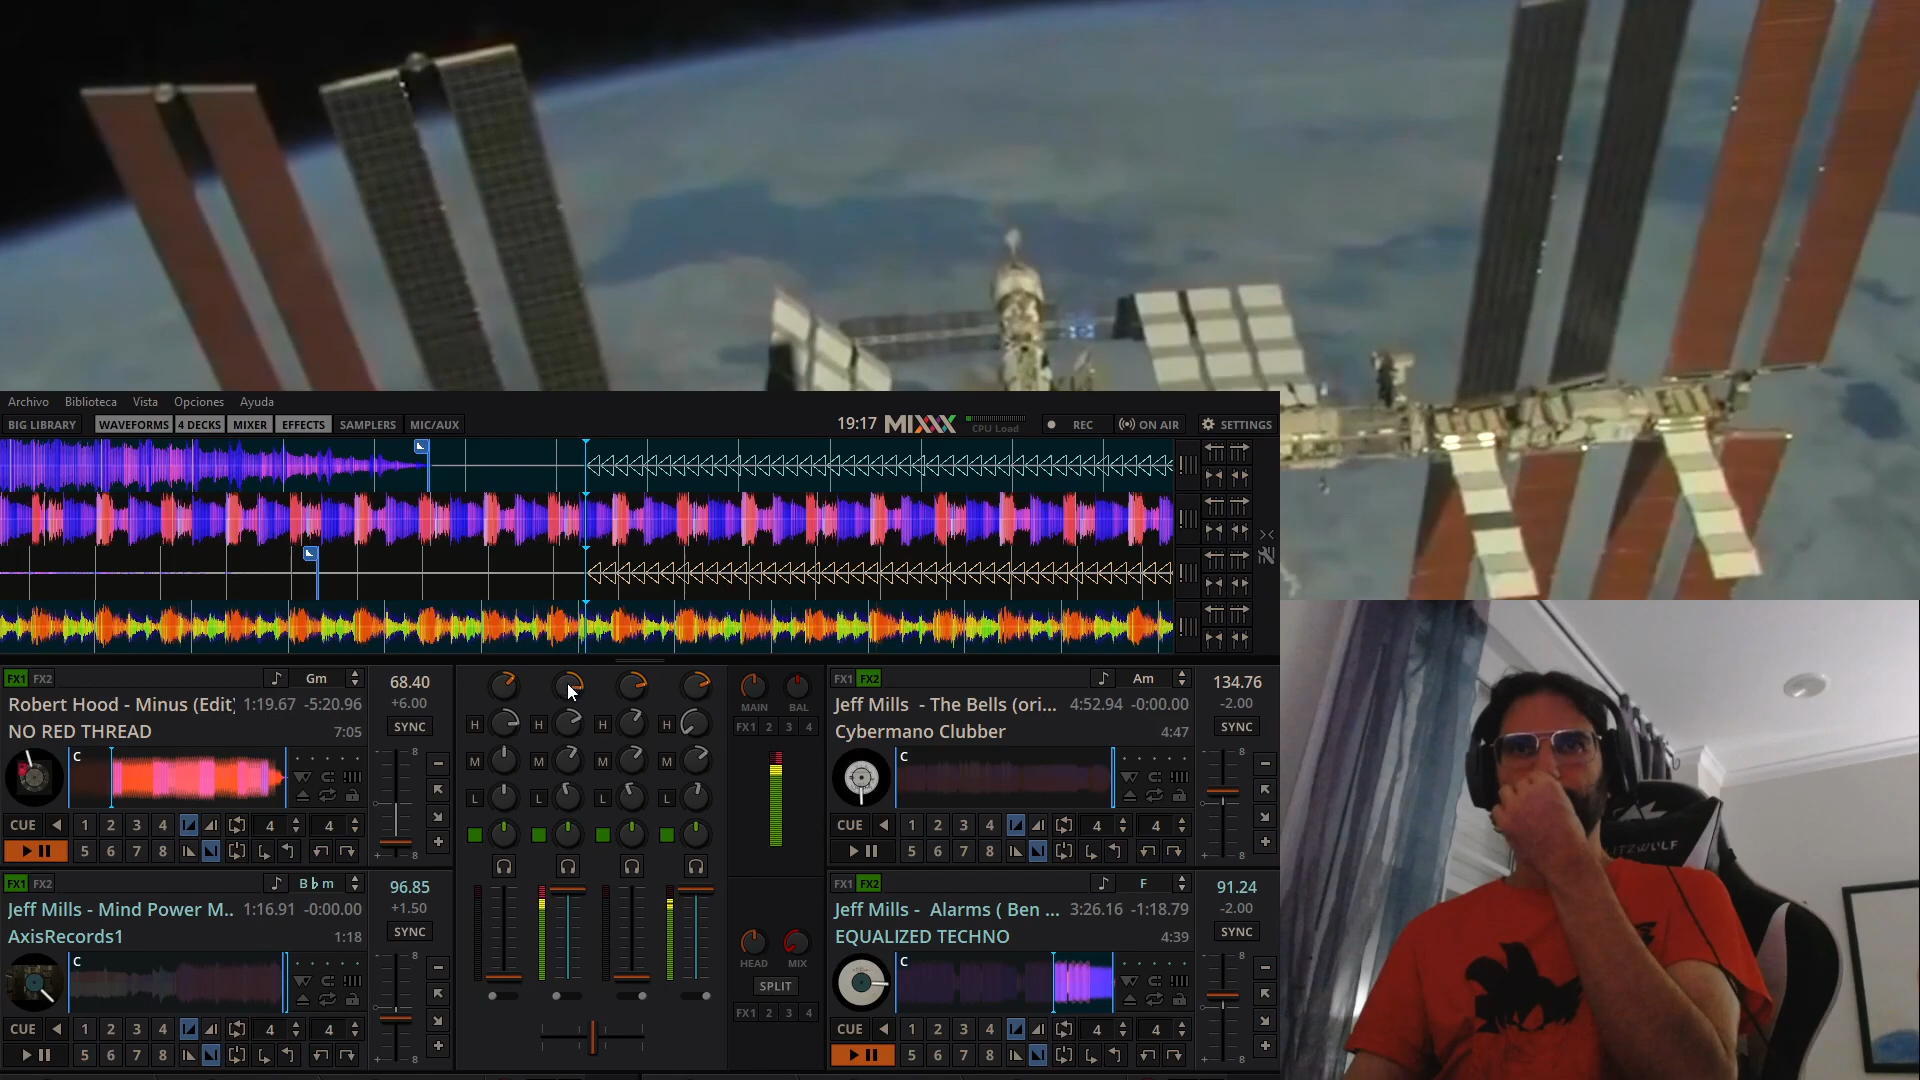 Archivo Biblioteca Vista Opciones Ayuda
BIG LIBRARY WAVEFORMS 4 DECKS MIXER EFFECTS SAMPLERS MIC/AUX 19:17 MIXXX CPU Load REC ON AIR SETTINGS
FX1 FX2 Gm 68.40
Robert Hood - Minus (Edit) 1:19.67 -5:20.96 +6.00
NO RED THREAD 7:05 SYNC
C 8
CUE 1 2 3 4 4 4
5 6 7 8 8
FX1 FX2 B♭m 96.85
Jeff Mills - Mind Power M.. 1:16.91 -0:00.00 +1.50
AxisRecords1 1:18 SYNC
C 8
CUE 1 2 3 4 4 4
5 6 7 8 8
H H H H
M M M M
L L L L
MAIN BAL
FX1 2 3 4
HEAD MIX
SPLIT
FX1 2 3 4
FX1 FX2 Am 134.76
Jeff Mills - The Bells (ori... 4:52.94 -0:00.00 -2.00
Cybermano Clubber 4:47 SYNC
C 8
CUE 1 2 3 4 4 4
5 6 7 8 8
FX1 FX2 F 91.24
Jeff Mills - Alarms ( Ben ... 3:26.16 -1:18.79 -2.00
EQUALIZED TECHNO 4:39 SYNC
C 8
CUE 1 2 3 4 4 4
5 6 7 8 8